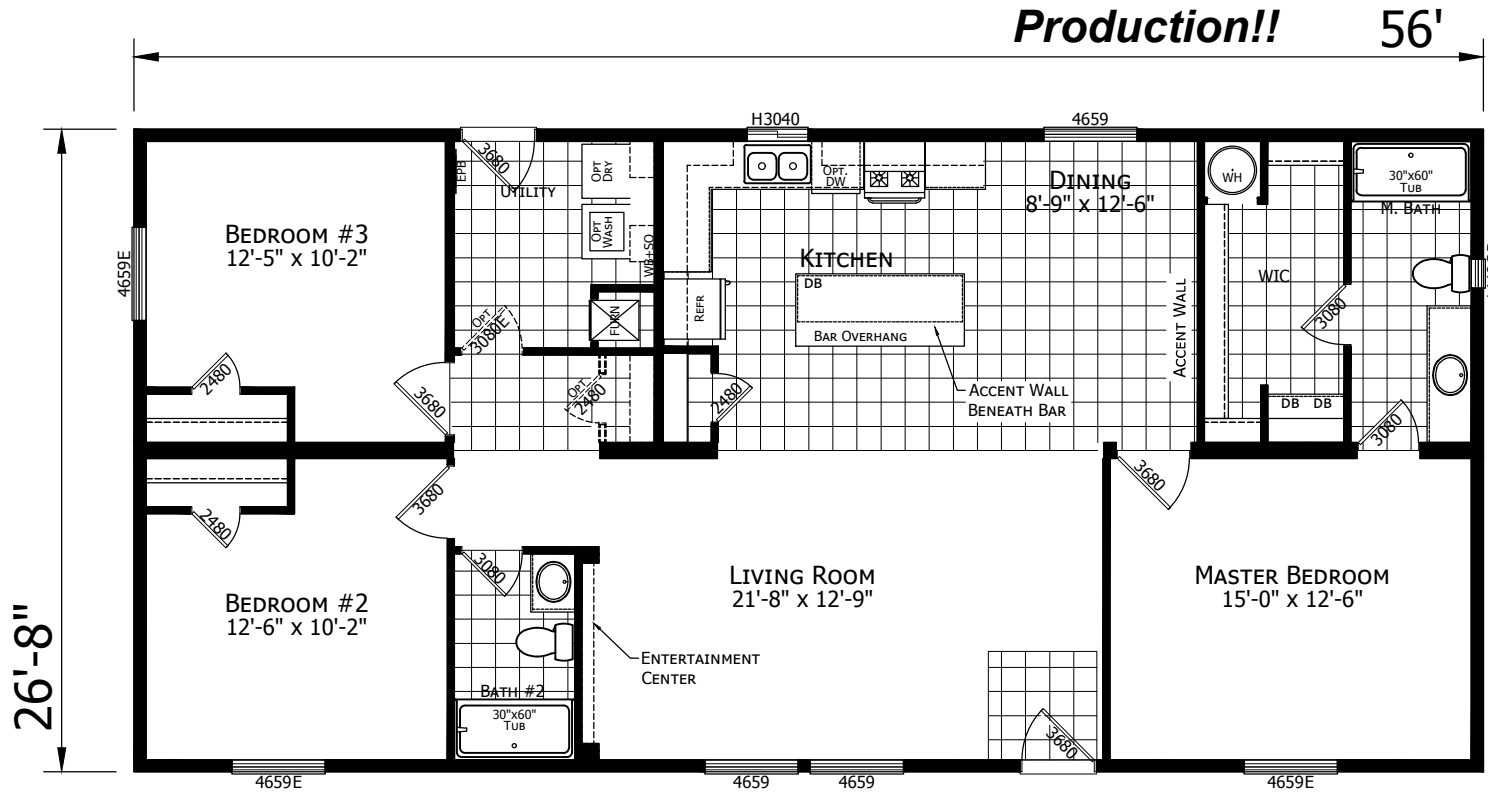 Production!! 56'
H3040 4659
3680
EPB
UTILITY
OPT
DRY
OPT
WASH
WB+SO
OPT.
DW
DINING
8'-9" x 12'-6"
WH
30"x60"
TUB
M. BATH
BEDROOM #3
12'-5" x 10'-2"
4659E
KITCHEN
DB
BAR OVERHANG
REFR
FURN
OPT
3080E
ACCENT WALL
WIC
3080
2480
3680
OPT
2480
2480
ACCENT WALL
BENEATH BAR
DB DB
3080
3680
3680
2480
3080
BEDROOM #2
12'-6" x 10'-2"
LIVING ROOM
21'-8" x 12'-9"
MASTER BEDROOM
15'-0" x 12'-6"
26'-8"
ENTERTAINMENT
CENTER
BATH #2
30"x60"
TUB
3680
4659E 4659 4659 4659E